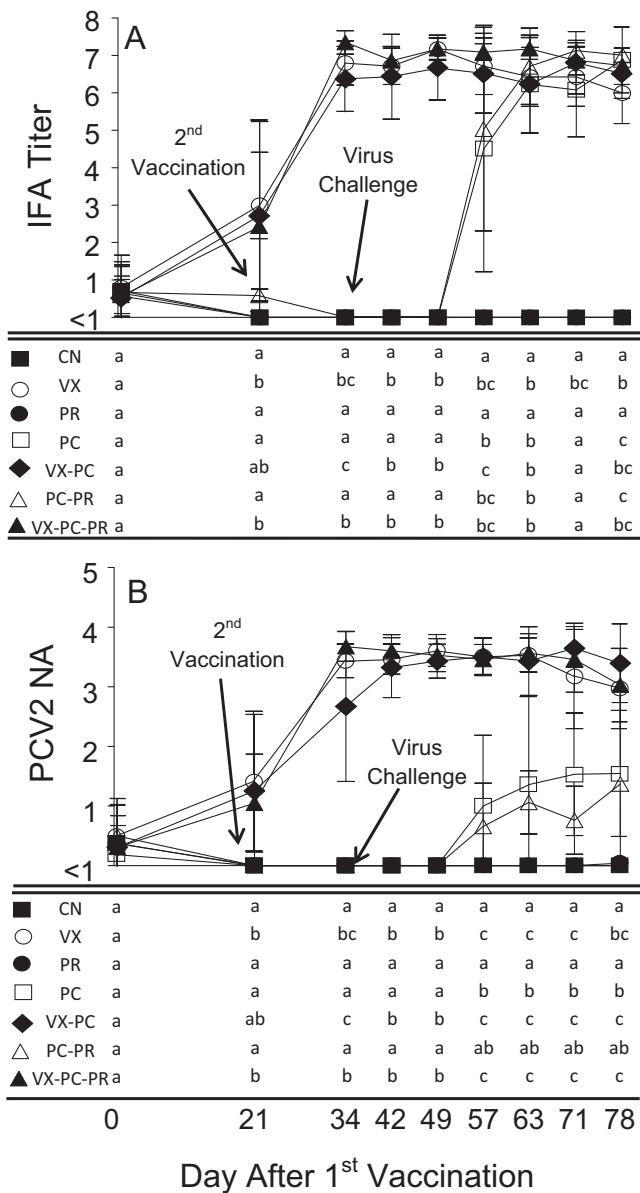 A
8
7
6
5
4
3
2
1
<1
IFA Titer
2nd
Vaccination
Virus
Challenge
CN a a a a a a a a a
VX a b bc b b bc b bc b
PR a a a a a a a a a
PC a a a a a b b a c
VX-PC a ab c b b c b a bc
PC-PR a a a a a bc b a c
VX-PC-PR a b b b b bc b a bc
B
5
4
3
2
1
<1
PCV2 NA
2nd
Vaccination
Virus
Challenge
CN a a a a a a a a a
VX a b bc b b c c c bc
PR a a a a a a a a a
PC a a a a a b b b b
VX-PC a ab c b b c c c c
PC-PR a a a a a ab ab ab ab
VX-PC-PR a b b b b c c c c
0 21 34 42 49 57 63 71 78
Day After 1st Vaccination